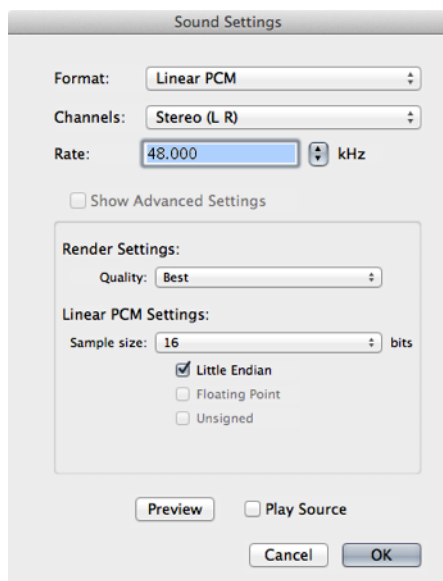 Sound Settings
Format: Linear PCM
Channels: Stereo (L R)
Rate: 48.000 kHz
Show Advanced Settings
Render Settings:
Quality: Best
Linear PCM Settings:
Sample size: 16 bits
Little Endian
Floating Point
Unsigned
Preview Play Source
Cancel OK